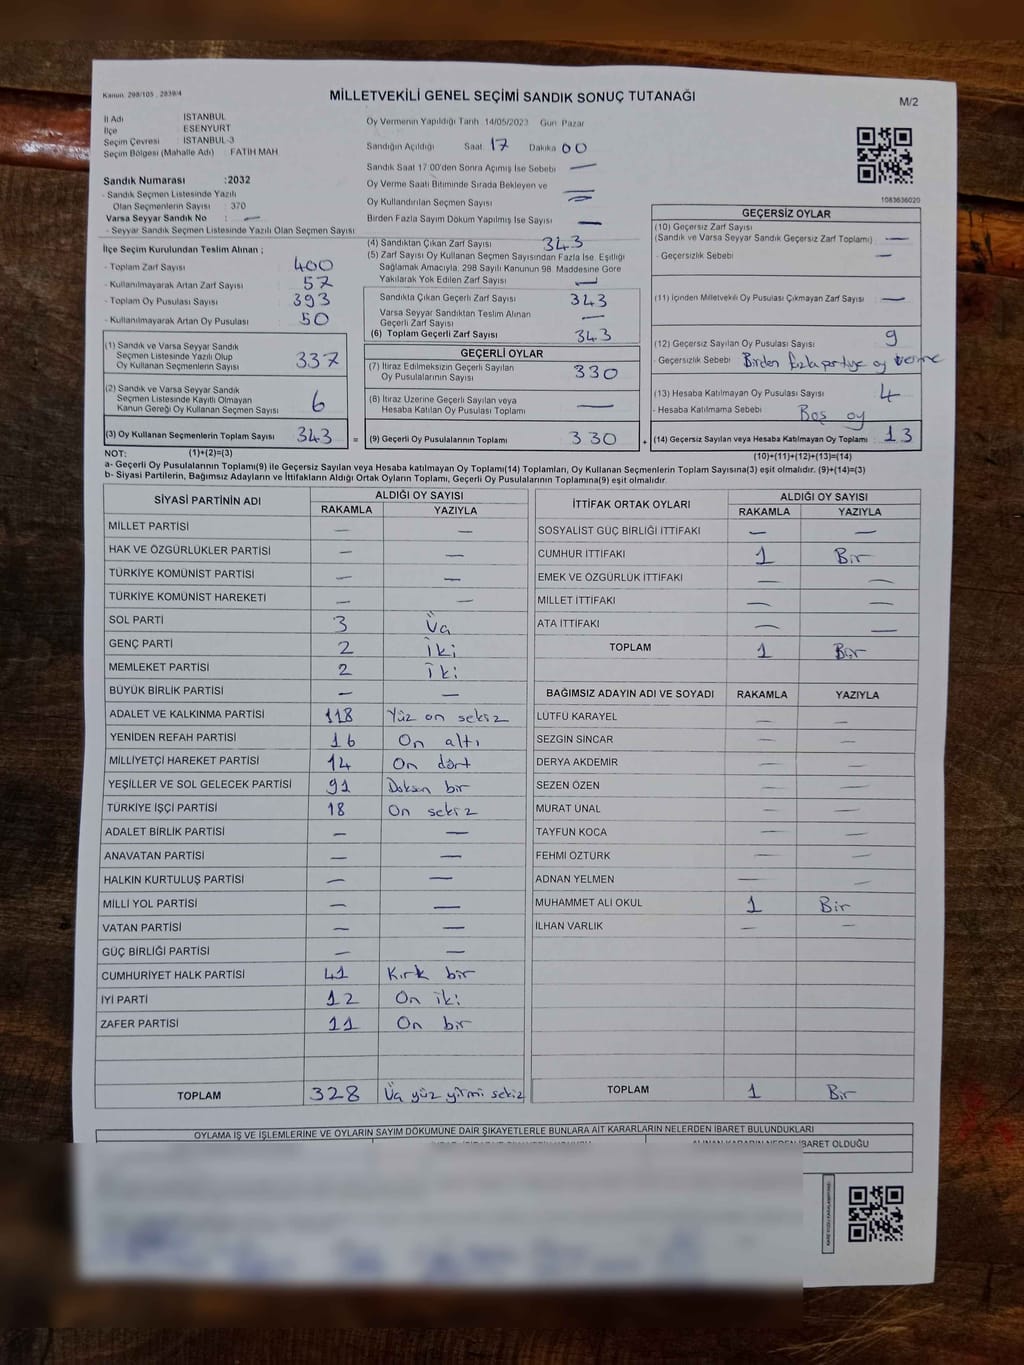 Kanun: 298/105 , 2839/4
MİLLETVEKİLİ GENEL SEÇİMİ SANDIK SONUÇ TUTANAĞI
M/2
İl Adı İSTANBUL
İlçe ESENYURT
Seçim Çevresi : İSTANBUL-3
Seçim Bölgesi (Mahalle Adı) : FATİH MAH
Sandık Numarası :2032
- Sandık Seçmen Listesinde Yazılı
Olan Seçmenlerin Sayısı : 370
Varsa Seyyar Sandık No : —
- Seyyar Sandık Seçmen Listesinde Yazılı Olan Seçmen Sayısı:
Oy Vermenin Yapıldığı Tarih 14/05/2023 Gün Pazar
Sandığın Açıldığı Saat 17 Dakika 00
Sandık Saat 17:00'den Sonra Açılmış İse Sebebi —
Oy Verme Saati Bitiminde Sırada Bekleyen ve —
Oy Kullandırılan Seçmen Sayısı —
Birden Fazla Sayım Döküm Yapılmış İse Sayısı —
1083636020
İlçe Seçim Kurulundan Teslim Alınan ;
- Toplam Zarf Sayısı 400
- Kullanılmayarak Artan Zarf Sayısı 57
- Toplam Oy Pusulası Sayısı 393
- Kullanılmayarak Artan Oy Pusulası 50
(4) Sandıktan Çıkan Zarf Sayısı 343
(5) Zarf Sayısı Oy Kullanan Seçmen Sayısından Fazla İse, Eşitliği
Sağlamak Amacıyla, 298 Sayılı Kanunun 98. Maddesine Göre
Yakılarak Yok Edilen Zarf Sayısı —
Sandıkta Çıkan Geçerli Zarf Sayısı 343
Varsa Seyyar Sandıktan Teslim Alınan
Geçerli Zarf Sayısı —
(6) Toplam Geçerli Zarf Sayısı 343
GEÇERSİZ OYLAR
(10) Geçersiz Zarf Sayısı
(Sandık ve Varsa Seyyar Sandık Geçersiz Zarf Toplamı) —
- Geçersizlik Sebebi —
(11) İçinden Milletvekili Oy Pusulası Çıkmayan Zarf Sayısı —
(12) Geçersiz Sayılan Oy Pusulası Sayısı 9
- Geçersizlik Sebebi Birden fazla partiye oy verme
(13) Hesaba Katılmayan Oy Pusulası Sayısı 4
- Hesaba Katılmama Sebebi Boş oy
(1) Sandık ve Varsa Seyyar Sandık
Seçmen Listesinde Yazılı Olup
Oy Kullanan Seçmenlerin Sayısı 337
(2) Sandık ve Varsa Seyyar Sandık
Seçmen Listesinde Kayıtlı Olmayan
Kanun Gereği Oy Kullanan Seçmen Sayısı 6
GEÇERLİ OYLAR
(7) İtiraz Edilmeksizin Geçerli Sayılan
Oy Pusulalarının Sayısı 330
(8) İtiraz Üzerine Geçerli Sayılan veya
Hesaba Katılan Oy Pusulaları Toplamı —
(3) Oy Kullanan Seçmenlerin Toplam Sayısı 343 = (9) Geçerli Oy Pusulalarının Toplamı 330 + (14) Geçersiz Sayılan veya Hesaba Katılmayan Oy Toplamı 13
NOT: (1)+(2)=(3) (10)+(11)+(12)+(13)=(14)
a- Geçerli Oy Pusulalarının Toplamı(9) ile Geçersiz Sayılan veya Hesaba katılmayan Oy Toplamı(14) Toplamları, Oy Kullanan Seçmenlerin Toplam Sayısına(3) eşit olmalıdır. (9)+(14)=(3)
b- Siyasi Partilerin, Bağımsız Adayların ve İttifakların Aldığı Ortak Oyların Toplamı, Geçerli Oy Pusulalarının Toplamına(9) eşit olmalıdır.
SİYASİ PARTİNİN ADI ALDIĞI OY SAYISI
RAKAMLA YAZIYLA
MİLLET PARTİSİ — —
HAK VE ÖZGÜRLÜKLER PARTİSİ — —
TÜRKİYE KOMÜNİST PARTİSİ — —
TÜRKİYE KOMÜNİST HAREKETİ — —
SOL PARTİ 3 Üç
GENÇ PARTİ 2 İki
MEMLEKET PARTİSİ 2 İki
BÜYÜK BİRLİK PARTİSİ — —
ADALET VE KALKINMA PARTİSİ 118 Yüz on sekiz
YENİDEN REFAH PARTİSİ 16 On altı
MİLLİYETÇİ HAREKET PARTİSİ 14 On dört
YEŞİLLER VE SOL GELECEK PARTİSİ 91 Doksan bir
TÜRKİYE İŞÇİ PARTİSİ 18 On sekiz
ADALET BİRLİK PARTİSİ — —
ANAVATAN PARTİSİ — —
HALKIN KURTULUŞ PARTİSİ — —
MİLLİ YOL PARTİSİ — —
VATAN PARTİSİ — —
GÜÇ BİRLİĞİ PARTİSİ — —
CUMHURİYET HALK PARTİSİ 41 Kırk bir
İYİ PARTİ 12 On iki
ZAFER PARTİSİ 11 On bir
TOPLAM 328 Üç yüz yirmi sekiz
İTTİFAK ORTAK OYLARI ALDIĞI OY SAYISI
RAKAMLA YAZIYLA
SOSYALİST GÜÇ BİRLİĞİ İTTİFAKI — —
CUMHUR İTTİFAKI 1 Bir
EMEK VE ÖZGÜRLÜK İTTİFAKI — —
MİLLET İTTİFAKI — —
ATA İTTİFAKI — —
TOPLAM 1 Bir
BAĞIMSIZ ADAYIN ADI VE SOYADI RAKAMLA YAZIYLA
LÜTFÜ KARAYEL — —
SEZGİN SİNCAR — —
DERYA AKDEMİR — —
SEZEN ÖZEN — —
MURAT ÜNAL — —
TAYFUN KOCA — —
FEHMİ ÖZTÜRK — —
ADNAN YELMEN — —
MUHAMMET ALİ OKUL 1 Bir
İLHAN VARLIK — —
TOPLAM 1 Bir
OYLAMA İŞ VE İŞLEMLERİNE VE OYLARIN SAYIM DÖKÜMÜNE DAİR ŞİKAYETLERLE BUNLARA AİT KARARLARIN NELERDEN İBARET BULUNDUKLARI
ALINAN KARARIN NEDEN İBARET OLDUĞU